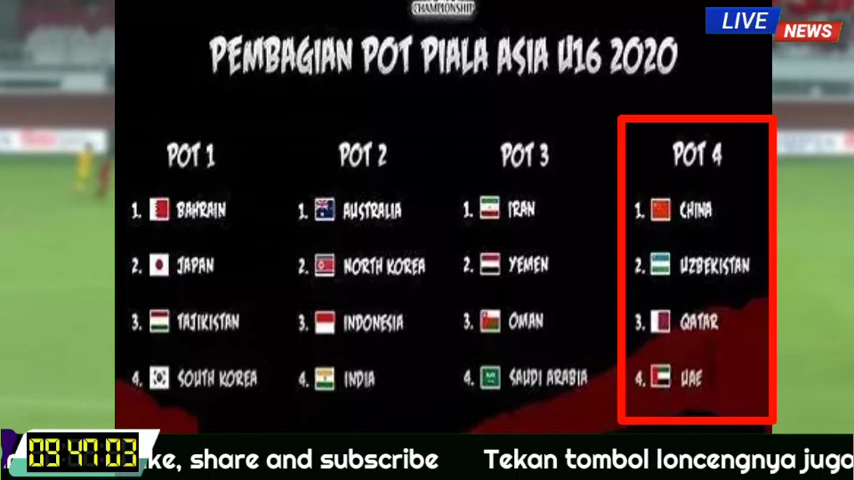 CHAMPIONSHIP
LIVE
NEWS
PEMBAGIAN POT PIALA ASIA U16 2020
POT 1
1. BAHRAIN
2. JAPAN
3. TAJIKISTAN
4. SOUTH KOREA
POT 2
1. AUSTRALIA
2. NORTH KOREA
3. INDONESIA
4. INDIA
POT 3
1. IRAN
2. YEMEN
3. OMAN
4. SAUDI ARABIA
POT 4
1. CHINA
2. UZBEKISTAN
3. QATAR
4. UAE
09:47:03
ke, share and subscribe Tekan tombol loncengnya juga